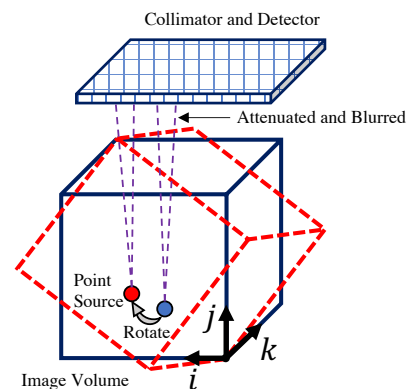 Collimator and Detector
Attenuated and Blurred
Point
Source
Rotate
j
k
i
Image Volume